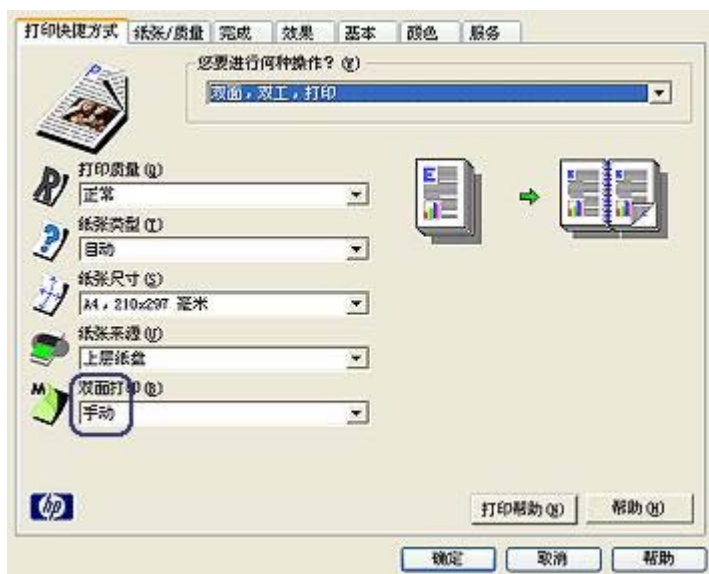 打印快捷方式 纸张/质量 完成 效果 基本 颜色 服务
您要进行何种操作? (Y)
双面，双工，打印
打印质量 (Q)
正常
纸张类型 (T)
自动
纸张尺寸 (S)
A4，210x297 毫米
纸张来源 (U)
上层纸盘
双面打印 (B)
手动
hp
打印帮助 (N) 帮助 (H)
确定 取消 帮助